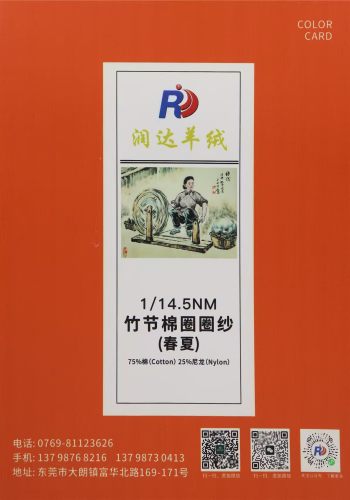 COLOR
CARD
润达羊绒
1/14.5NM
竹节棉圈圈纱
(春夏)
75%棉(Cotton) 25%尼龙(Nylon)
电话: 0769-81123626
手机: 137 9876 8216 137 9873 0413
地址: 东莞市大朗镇富华北路169-171号